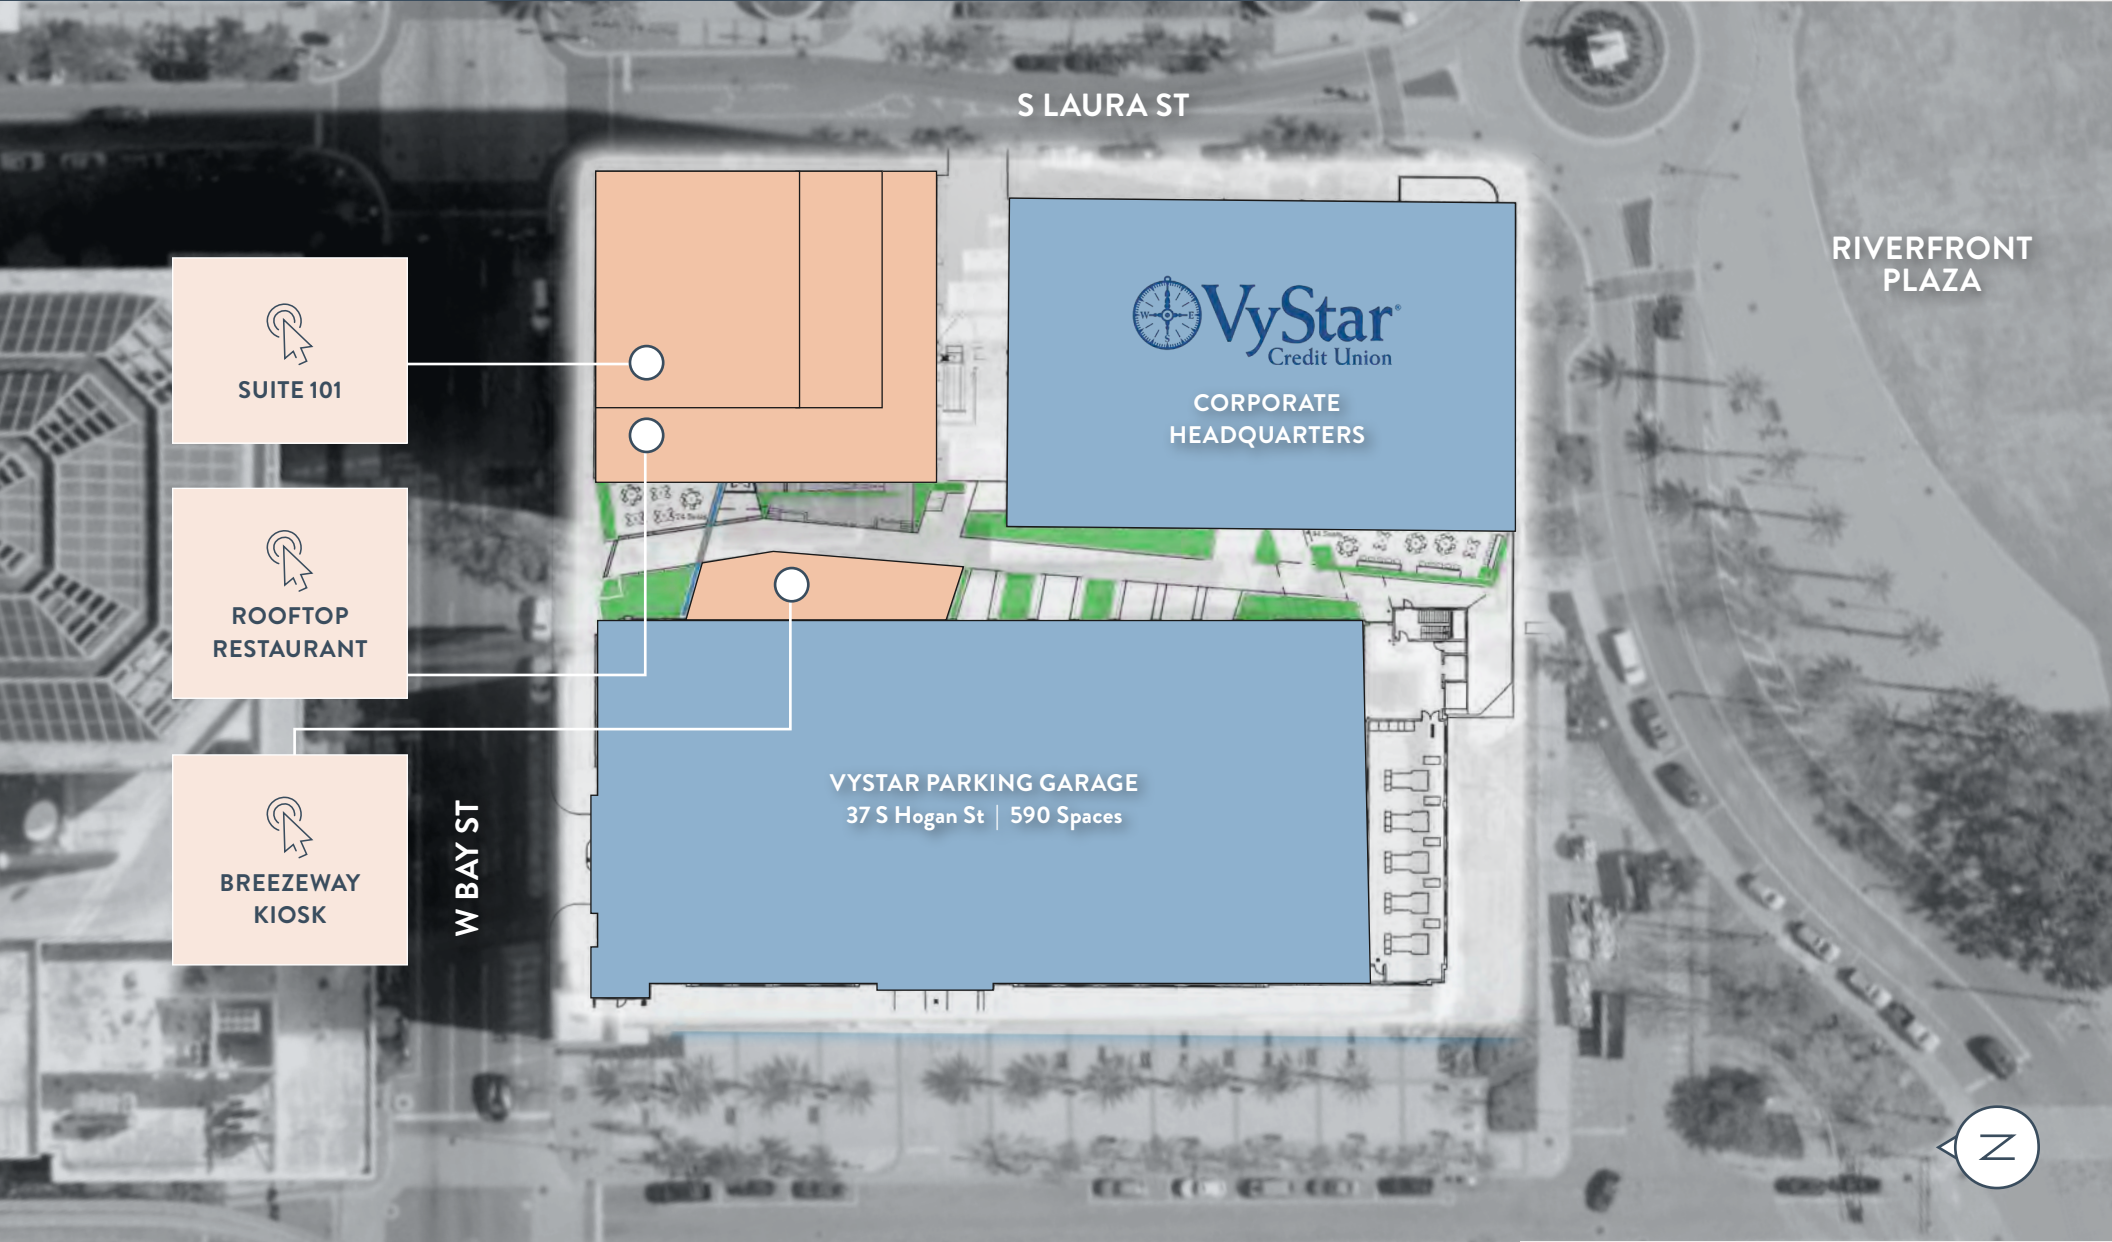 S LAURA ST
RIVERFRONT
PLAZA
SUITE 101
W
E
S
VyStar®
Credit Union
CORPORATE
HEADQUARTERS
ROOFTOP
RESTAURANT
BREEZEWAY
KIOSK
W BAY ST
VYSTAR PARKING GARAGE
37 S Hogan St | 590 Spaces
N